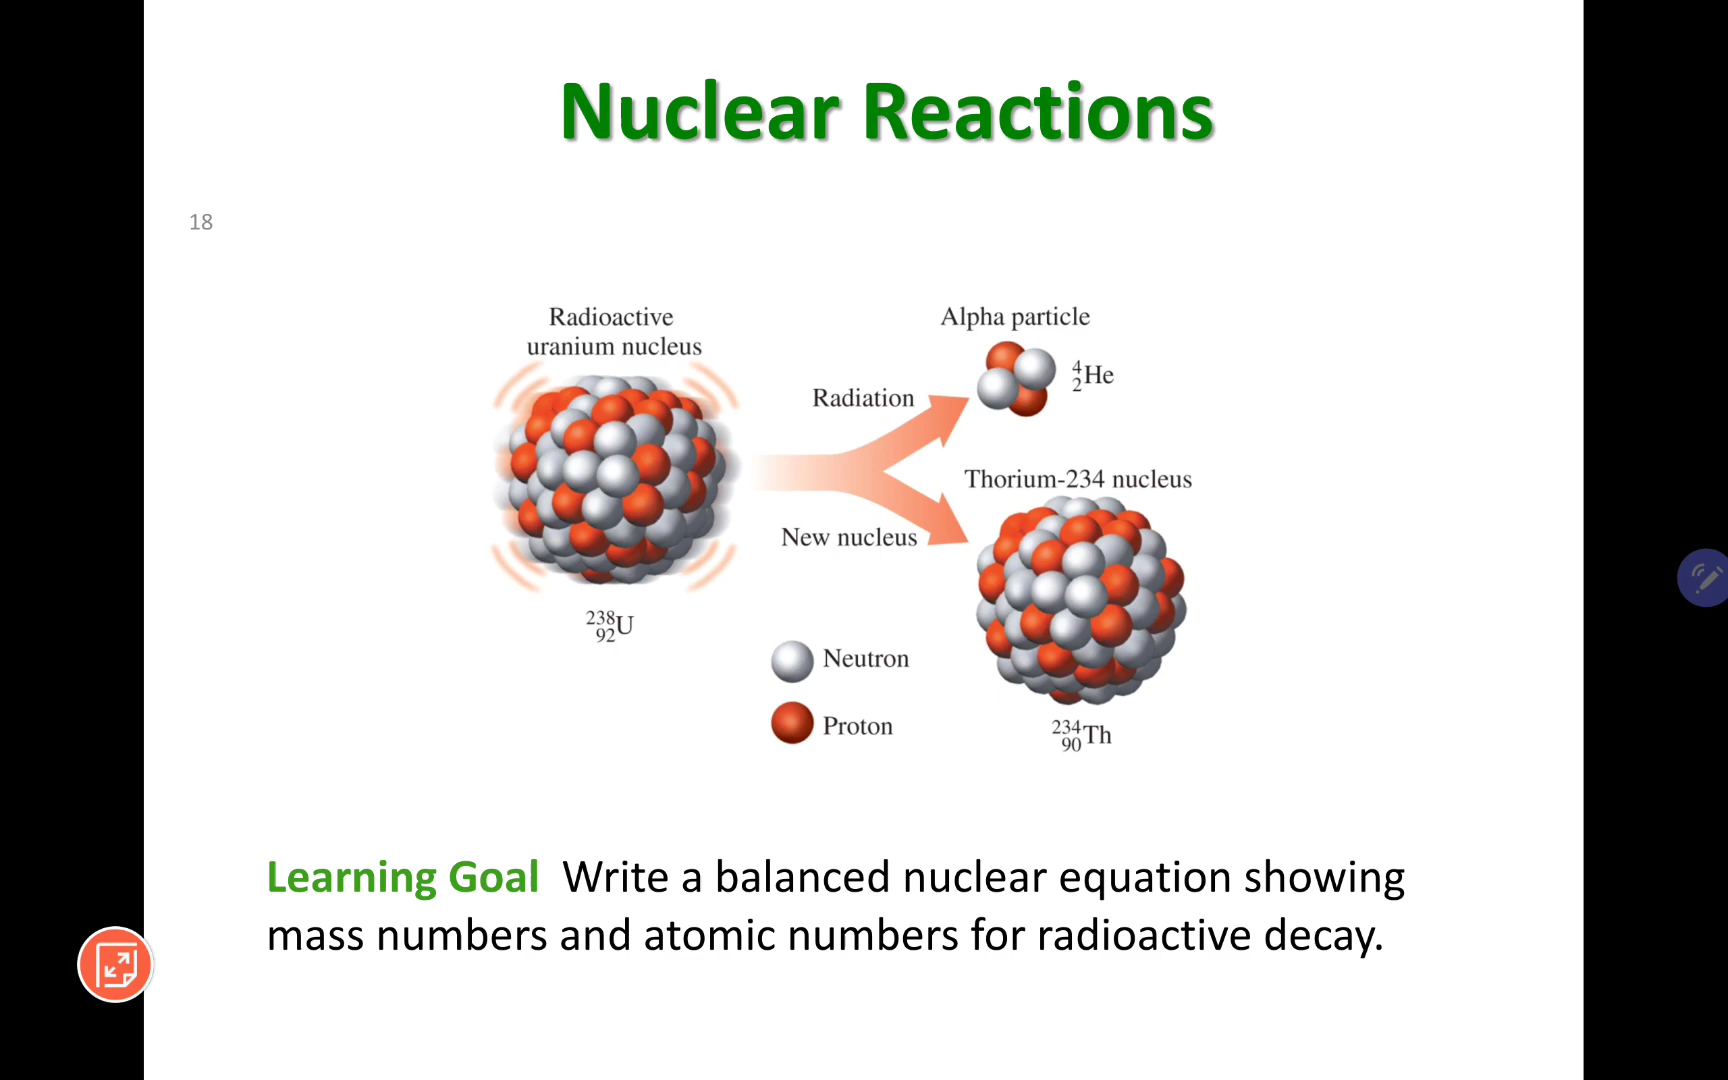 Nuclear Reactions
18
Radioactive
uranium nucleus
Alpha particle
4
2He
Radiation
Thorium-234 nucleus
New nucleus
238
92U
Neutron
Proton
234
90Th
Learning Goal Write a balanced nuclear equation showing
mass numbers and atomic numbers for radioactive decay.